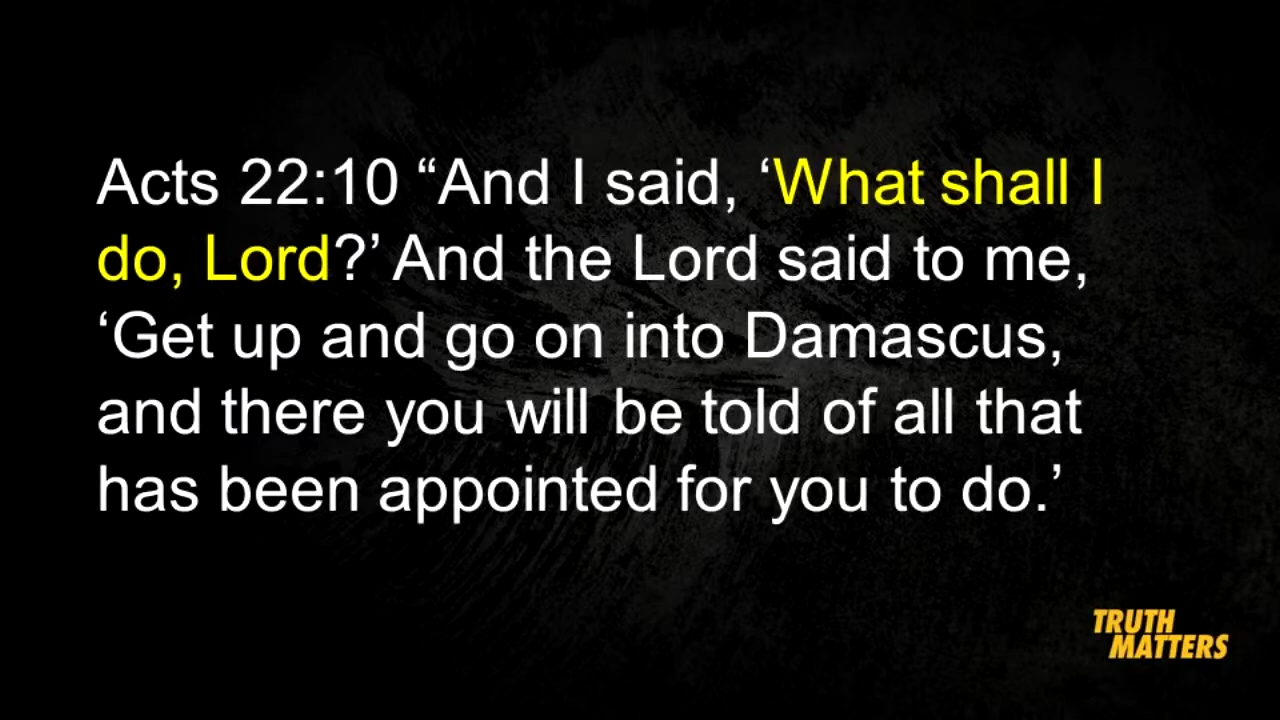 Acts 22:10 “And I said, ‘What shall I
do, Lord?’ And the Lord said to me,
‘Get up and go on into Damascus,
and there you will be told of all that
has been appointed for you to do.’
TRUTH
MATTERS